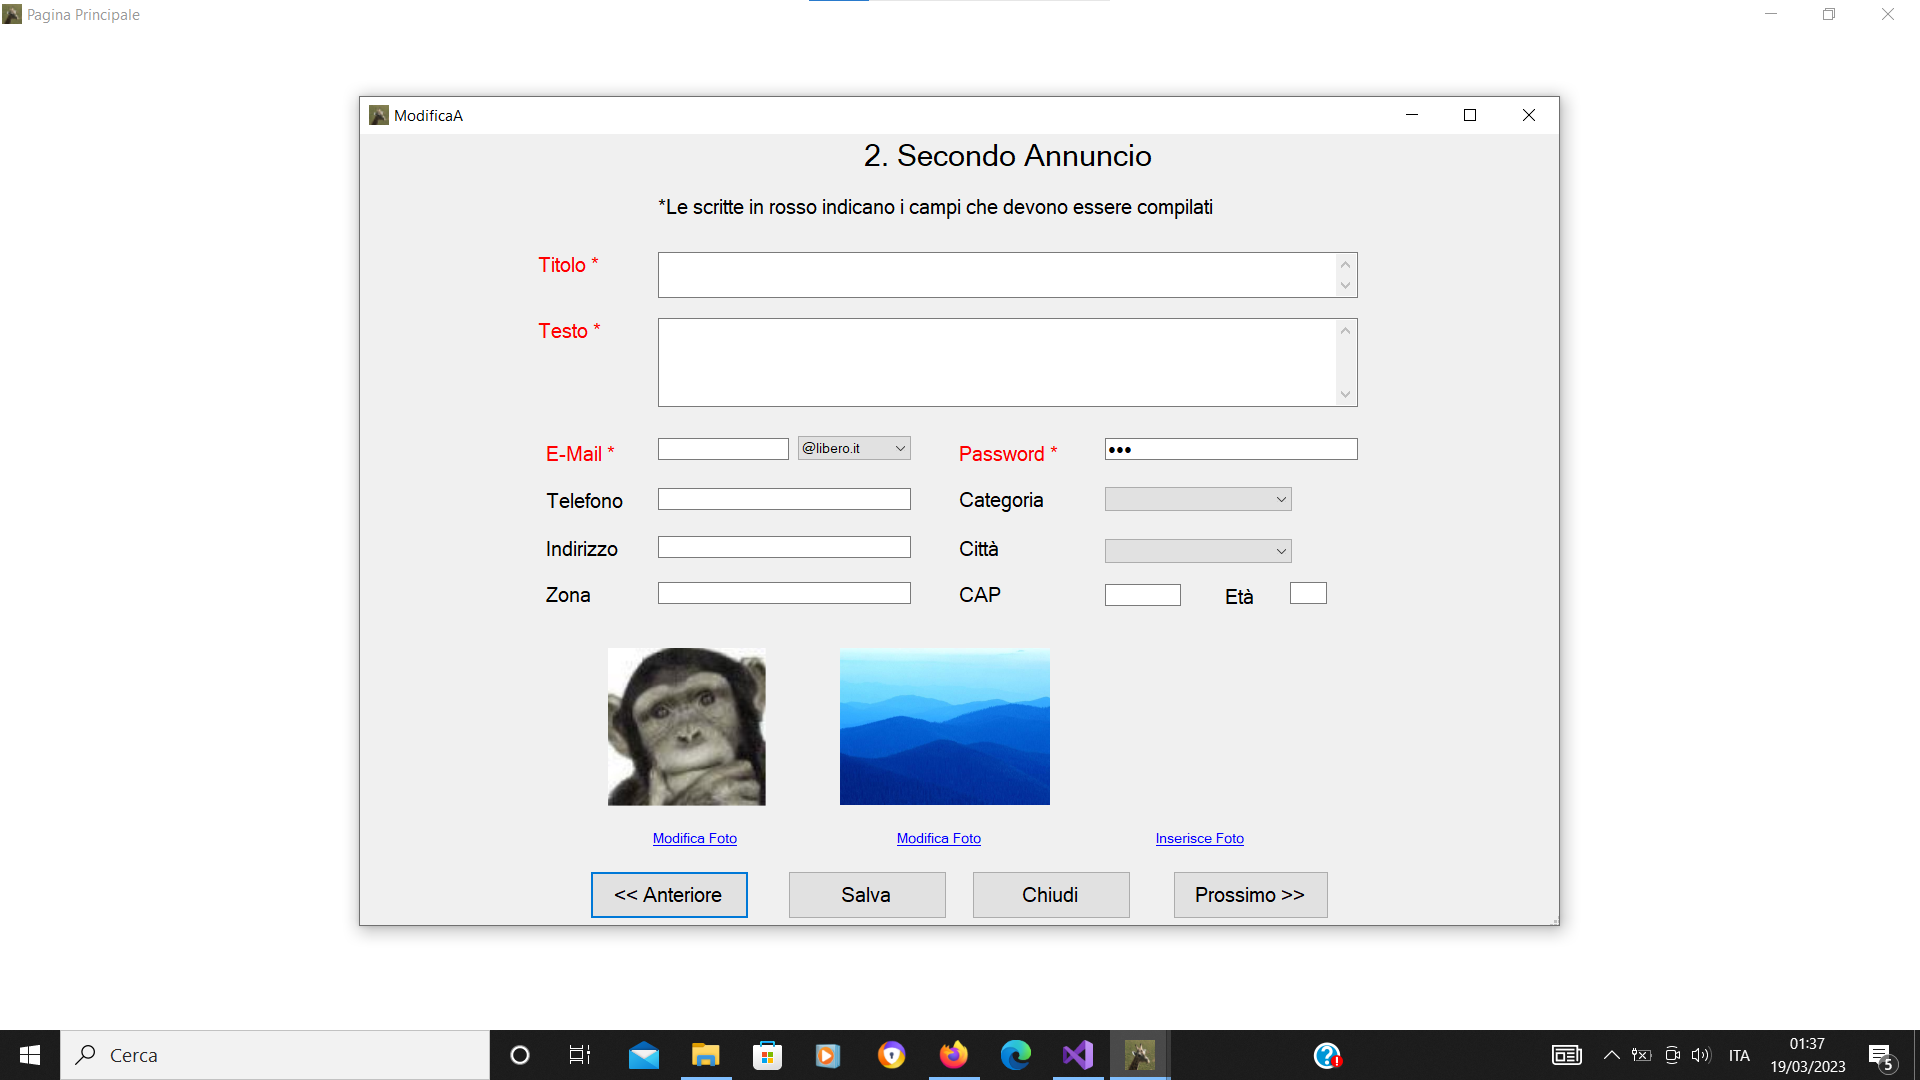 Pagina Principale
ModificaA
2. Secondo Annuncio
*Le scritte in rosso indicano i campi che devono essere compilati
Titolo *
Testo *
E-Mail * @libero.it Password * •••
Telefono Categoria
Indirizzo Città
Zona CAP Età
Modifica Foto Modifica Foto Inserisce Foto
<< Anteriore Salva Chiudi Prossimo >>
Cerca ITA 01:37
19/03/2023 5